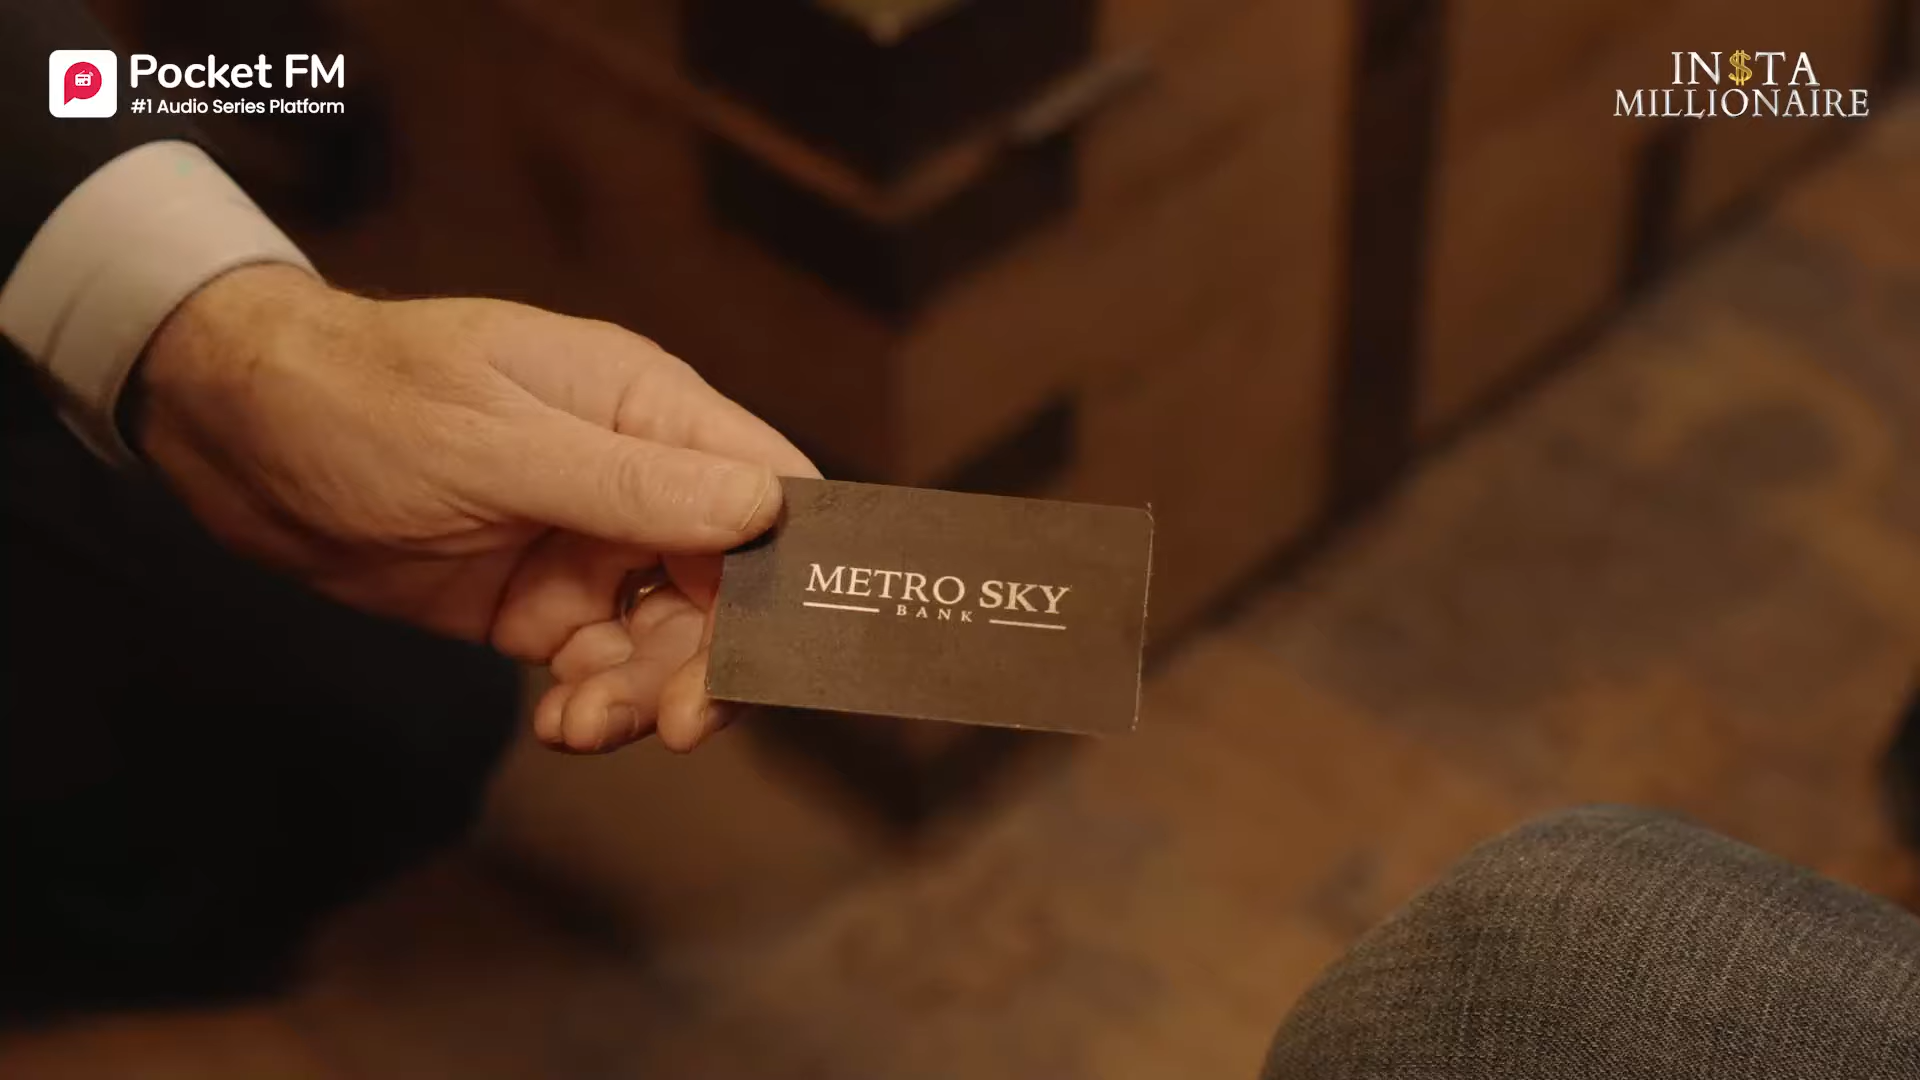 Pocket FM
#1 Audio Series Platform
IN$TA
MILLIONAIRE
METRO SKY
BANK